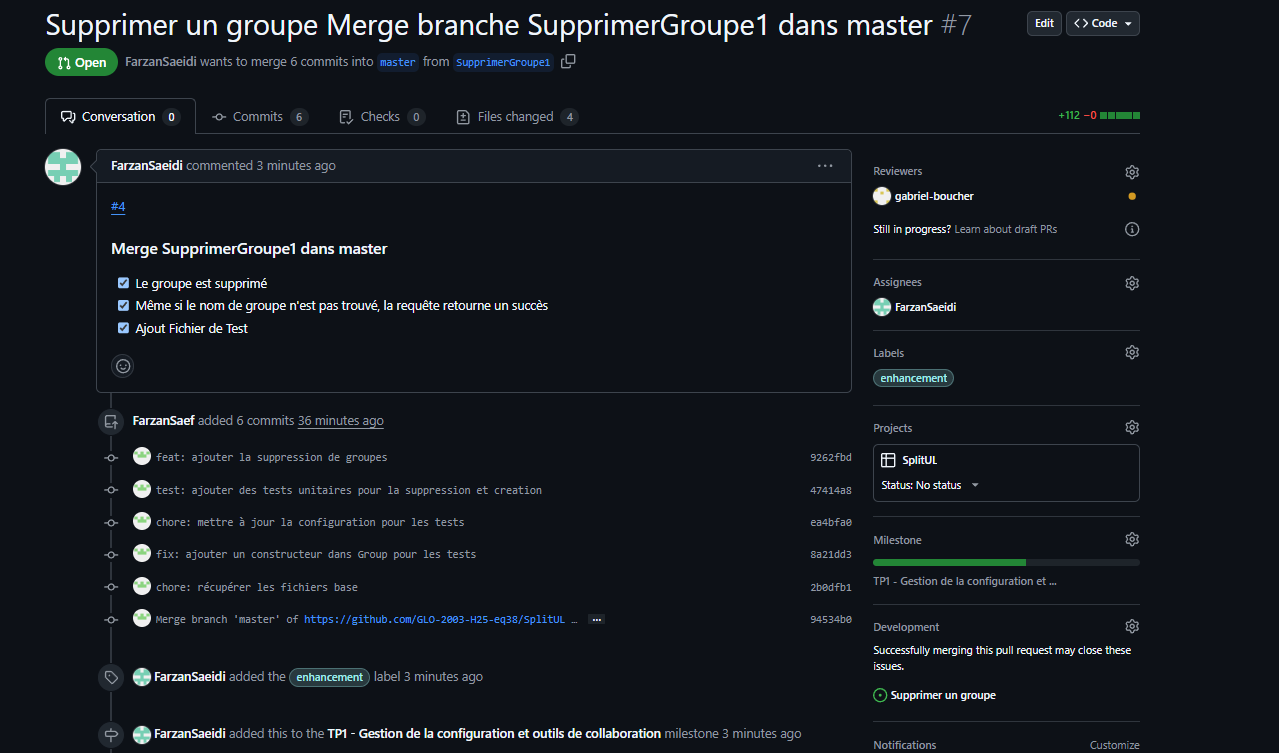 Supprimer un groupe Merge branche SupprimerGroupe1 dans master #7
Edit
<> Code
Open
FarzanSaeidi wants to merge 6 commits into master from SupprimerGroupe1
Conversation 0
Commits 6
Checks 0
Files changed 4
+112 −0
FarzanSaeidi commented 3 minutes ago
#4
Merge SupprimerGroupe1 dans master
Le groupe est supprimé
Même si le nom de groupe n'est pas trouvé, la requête retourne un succès
Ajout Fichier de Test
FarzanSaef added 6 commits 36 minutes ago
feat: ajouter la suppression de groupes 9262fbd
test: ajouter des tests unitaires pour la suppression et creation 47414a8
chore: mettre à jour la configuration pour les tests ea4bfa0
fix: ajouter un constructeur dans Group pour les tests 8a21dd3
chore: récupérer les fichiers base 2b0dfb1
Merge branch 'master' of https://github.com/GLO-2003-H25-eq38/SplitUL … 94534b0
FarzanSaeidi added the enhancement label 3 minutes ago
FarzanSaeidi added this to the TP1 - Gestion de la configuration et outils de collaboration milestone 3 minutes ago
Reviewers
gabriel-boucher
Still in progress? Learn about draft PRs
Assignees
FarzanSaeidi
Labels
enhancement
Projects
SplitUL
Status: No status
Milestone
TP1 - Gestion de la configuration et ...
Development
Successfully merging this pull request may close these
issues.
Supprimer un groupe
Notifications
Customize